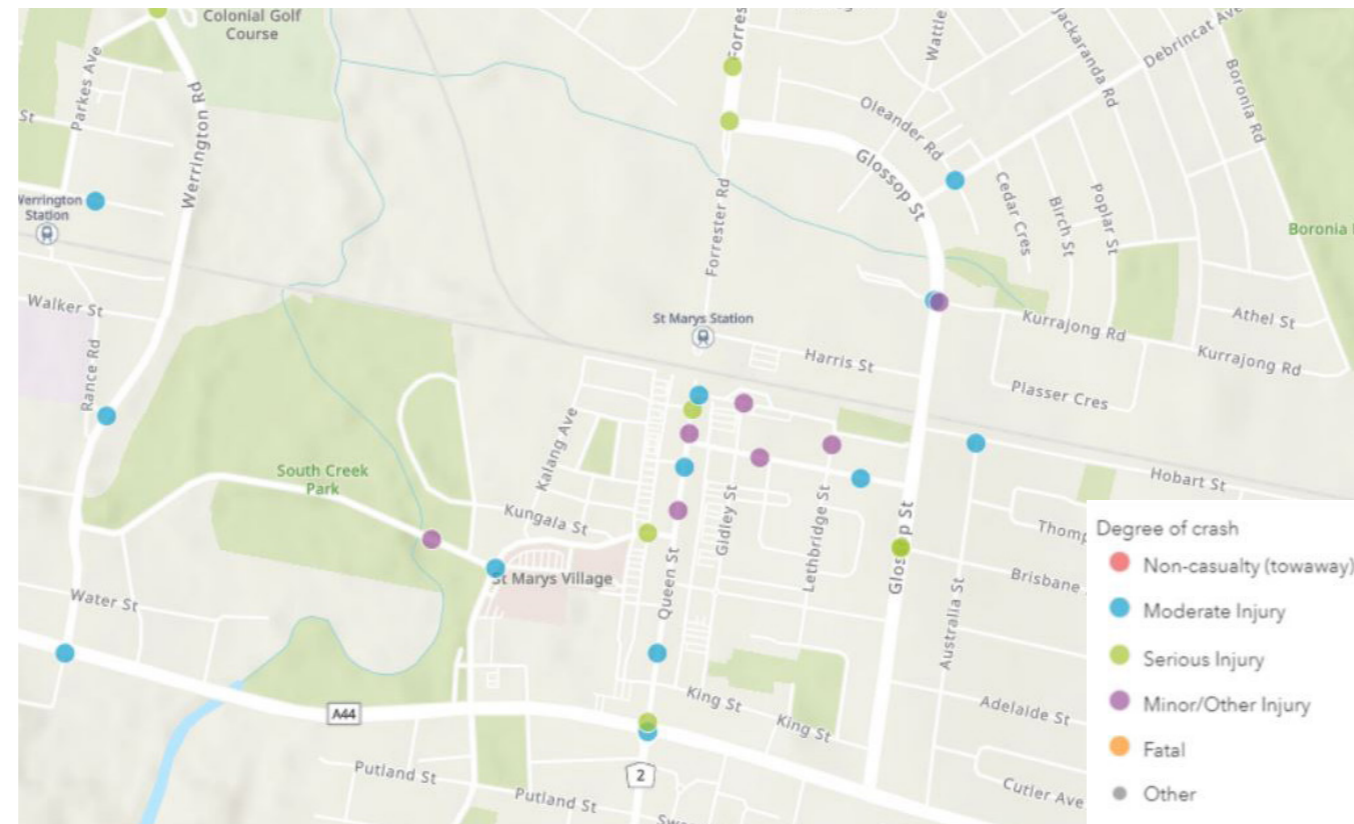 Colonial Golf
Course
Parkes Ave
St
Werrington Rd
Werrington
Station
Walker St
Rance Rd
South Creek
Park
Water St
A44
Putland St
Putland St
Kalang Ave
Kungala St
St Marys Village
Queen St
Gidley St
Lethbridge St
King St
King St
2
St Marys Station
Forrester Rd
Harris St
Glossop St
Glossop St
Oleander Rd
Wattle
Jackaranda Rd
Debrincat Ave
Boronia Rd
Cedar Cres
Birch St
Poplar St
Boronia
Kurrajong Rd
Kurrajong Rd
Athel St
Plasser Cres
Hobart St
Brisbane
Australia St
Adelaide St
Cutler Ave
Degree of crash
Non-casualty (towaway)
Moderate Injury
Serious Injury
Minor/Other Injury
Fatal
Other